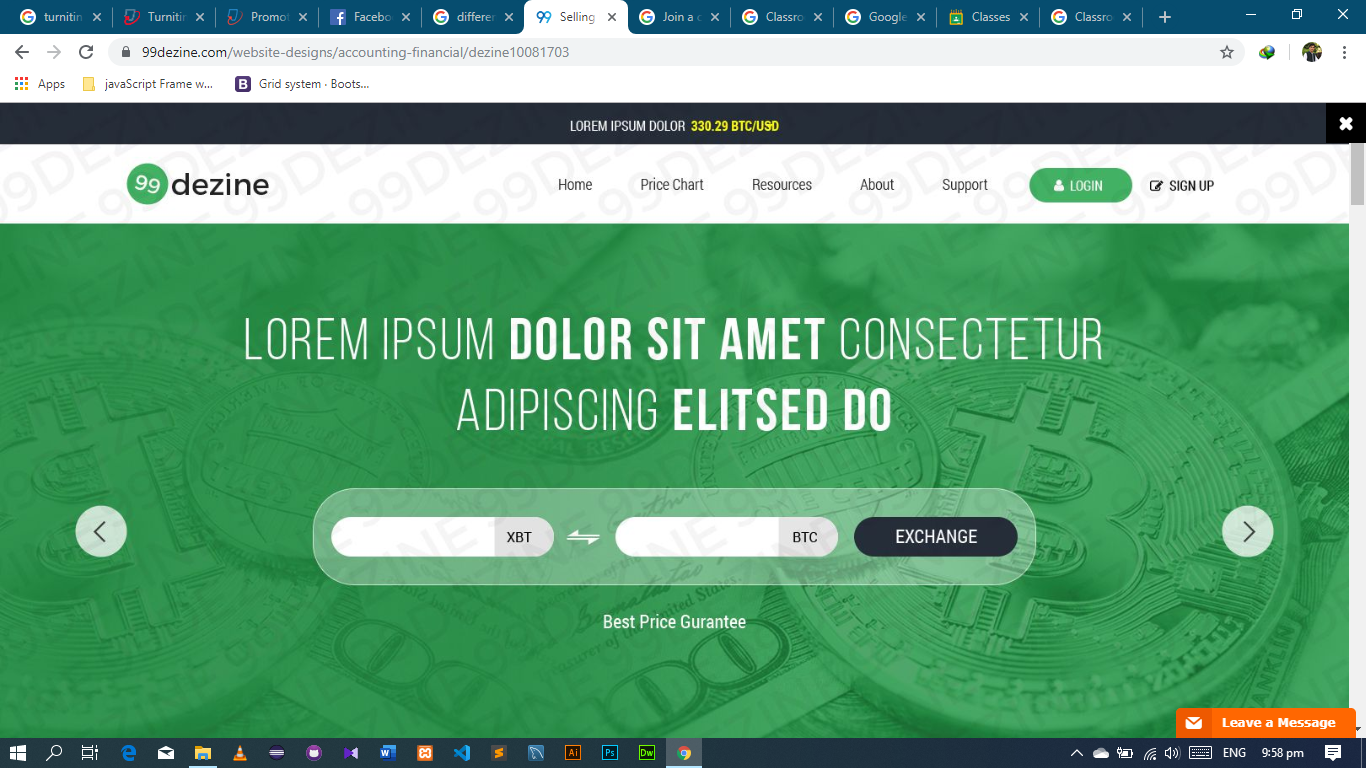 turnitin
Turnitin
Promot
Faceboo
differen
99 Selling
Join a c
Classro
Google
Classes
Classro
99dezine.com/website-designs/accounting-financial/dezine10081703
Apps
javaScript Frame w...
B Grid system · Boots...
LOREM IPSUM DOLOR 330.29 BTC/USD
99 dezine
Home
Price Chart
Resources
About
Support
LOGIN
SIGN UP
LOREM IPSUM DOLOR SIT AMET CONSECTETUR
ADIPISCING ELITSED DO
XBT
BTC
EXCHANGE
Best Price Gurantee
Leave a Message
ENG
9:58 pm